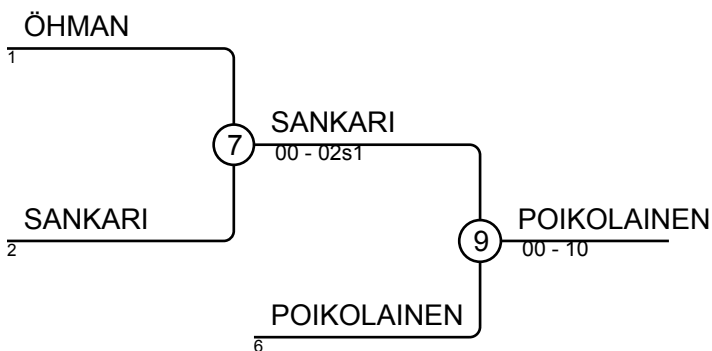 ÖHMAN
1
7
SANKARI
00 - 02s1
SANKARI
2
9
POIKOLAINEN
00 - 10
POIKOLAINEN
6